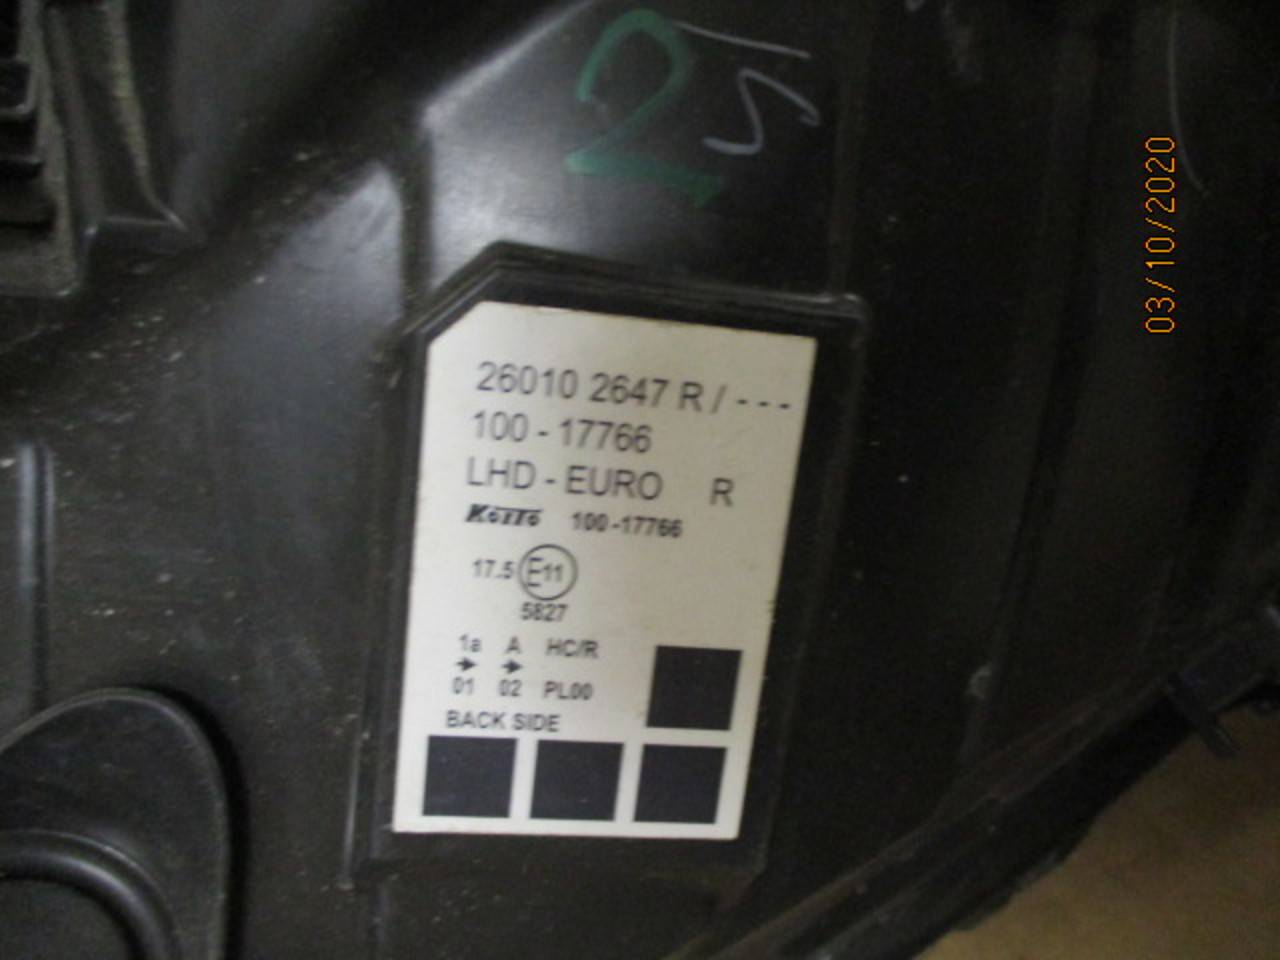 2
26010 2647 R / - - -
100 - 17766
LHD - EURO R
KOITO 100-17766
17.5 E11
5827
1a A HC/R
01 02 PL00
BACK SIDE
03/10/2020